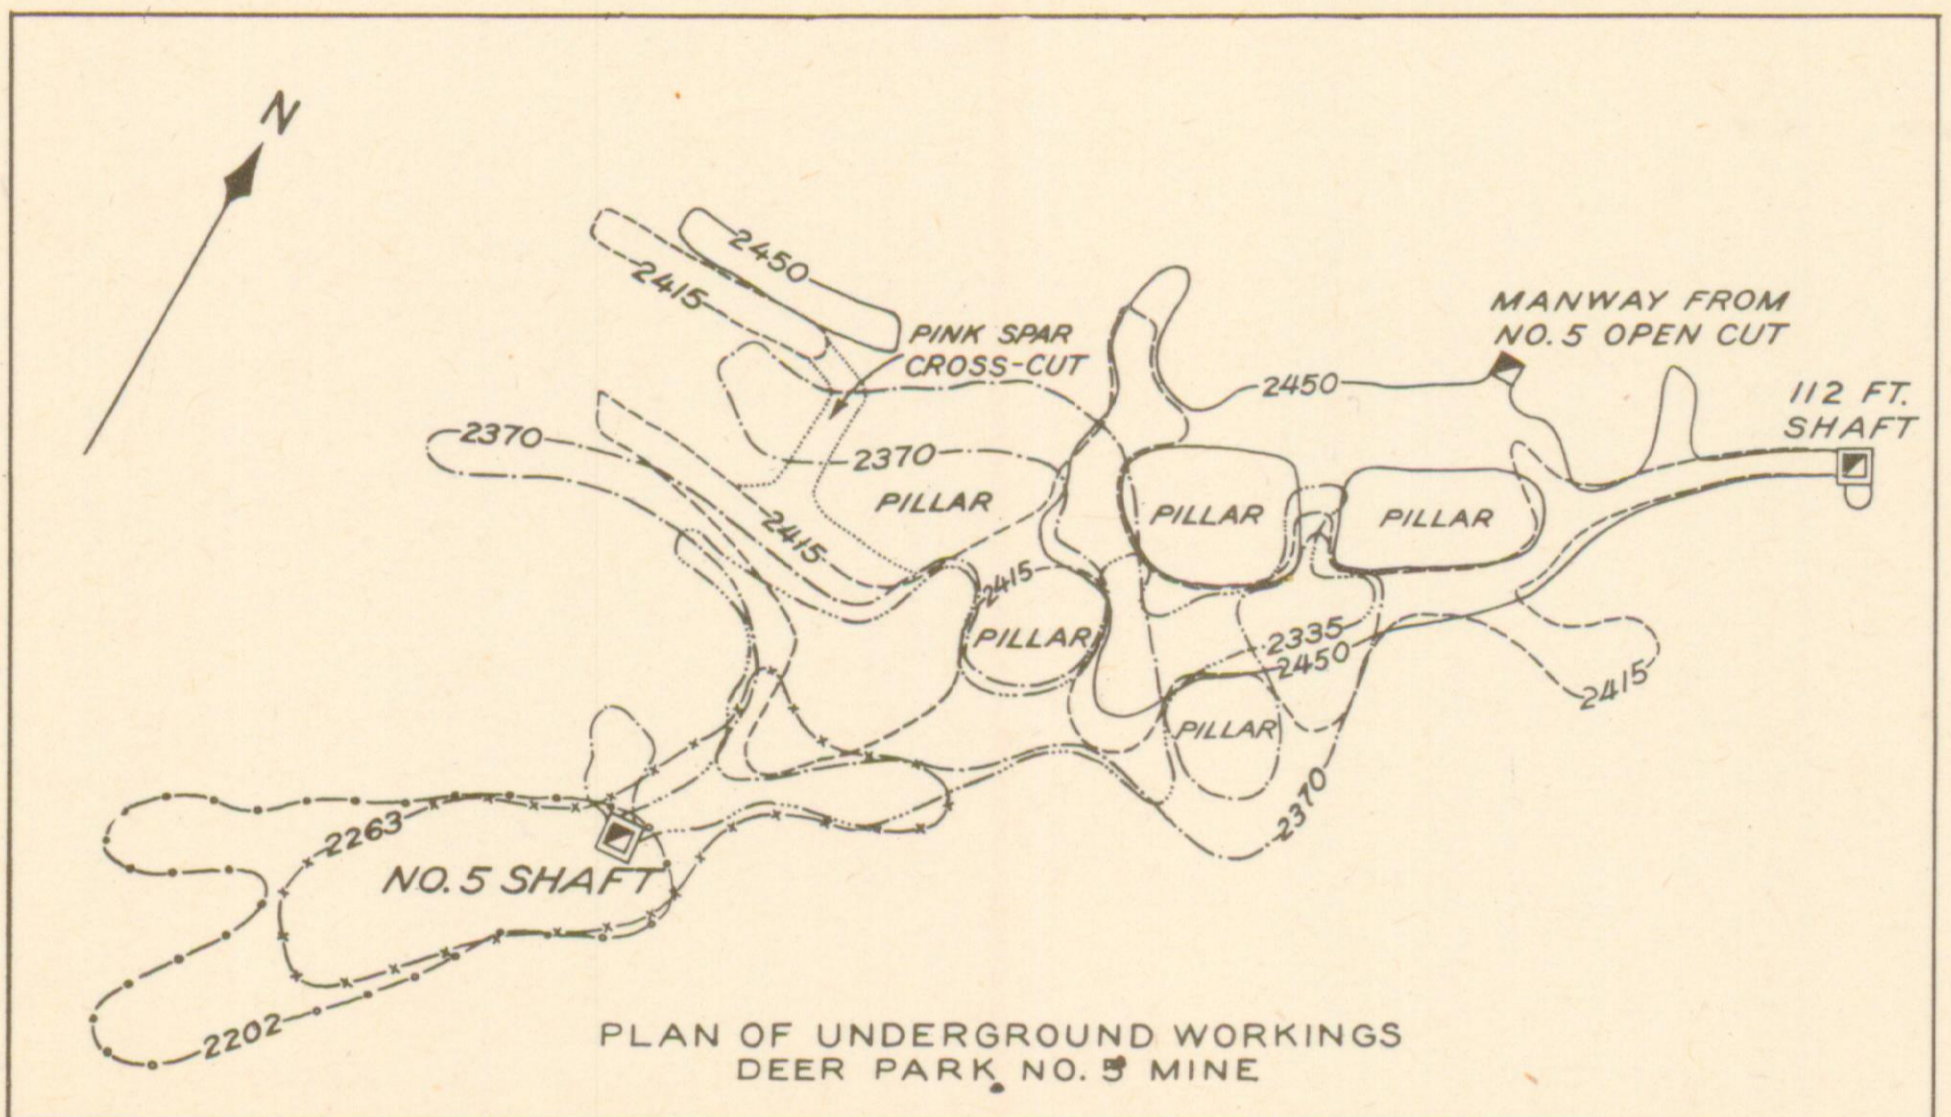 N
2450
2415
PINK SPAR
CROSS-CUT
MANWAY FROM
NO. 5 OPEN CUT
2450
112 FT.
SHAFT
2370
2370
PILLAR
PILLAR
PILLAR
2415
2415
PILLAR
2335
2450
2415
PILLAR
2370
2263
NO. 5 SHAFT
2202
PLAN OF UNDERGROUND WORKINGS
DEER PARK NO. 5 MINE